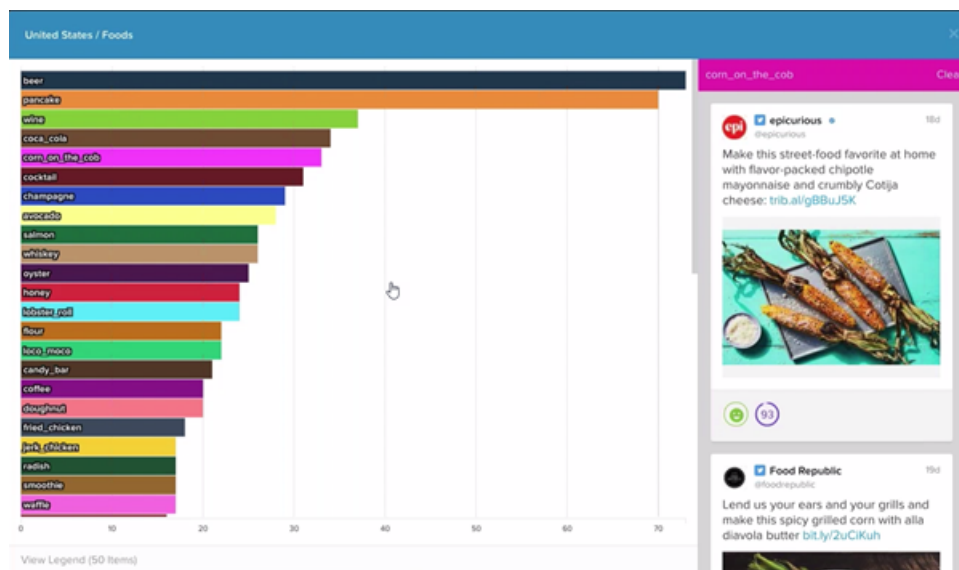 United States / Foods
beer
pancake
wine
coca_cola
corn_on_the_cob
cocktail
champagne
avocado
salmon
whiskey
oyster
honey
lobster_roll
flour
loco_moco
candy_bar
coffee
doughnut
fried_chicken
jerk_chicken
radish
smoothie
waffle
0 10 20 30 40 50 60 70
View Legend (50 Items)
corn_on_the_cob Clea
epi
epicurious 18d
@epicurious
Make this street-food favorite at home
with flavor-packed chipotle
mayonnaise and crumbly Cotija
cheese: trib.al/gBBuJ5K
93
Food Republic 19d
@foodrepublic
Lend us your ears and your grills and
make this spicy grilled corn with alla
diavola butter bit.ly/2uCiKuh